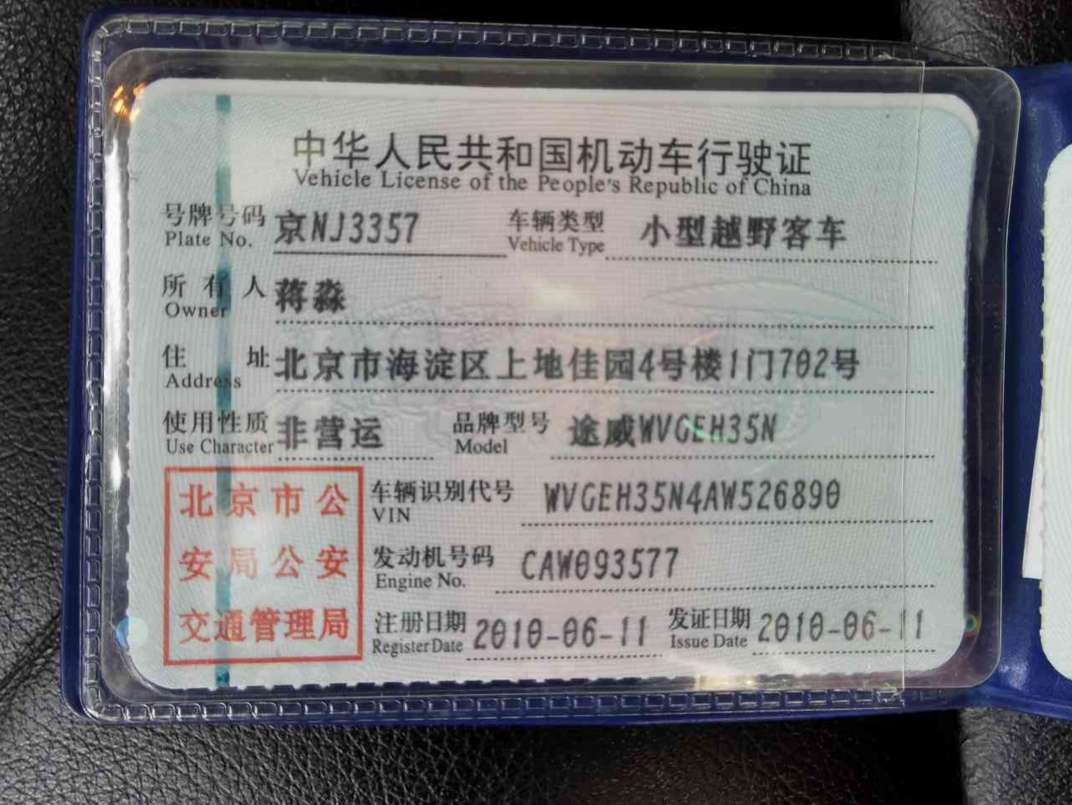 中华人民共和国机动车行驶证
Vehicle License of the People's Republic of China
号牌号码 京NJ3357 车辆类型 小型越野客车
Plate No. Vehicle Type
所有人 蒋淼
Owner
住址 北京市海淀区上地佳园4号楼1门702号
Address
使用性质 非营运 品牌型号 途威WVGEH35N
Use Character Model
北京市公 车辆识别代号 WVGEH35N4AW526890
VIN
安局公安 发动机号码 CAW093577
Engine No.
交通管理局 注册日期 2010-06-11 发证日期 2010-06-11
Register Date Issue Date